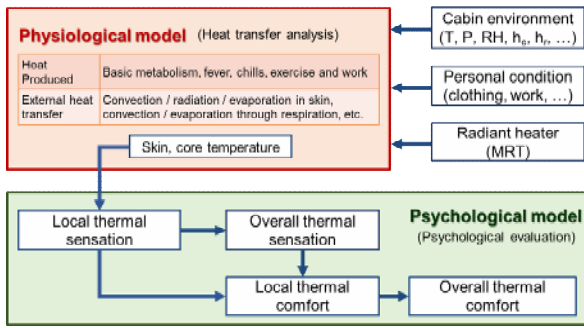 Physiological model (Heat transfer analysis)
Heat Produced
Basic metabolism, fever, chills, exercise and work
External heat transfer
Convection / radiation / evaporation in skin,
convection / evaporation through respiration, etc.
Skin, core temperature
Cabin environment
(T, P, RH, hc, hr, …)
Personal condition
(clothing, work, …)
Radiant heater
(MRT)
Psychological model
(Psychological evaluation)
Local thermal
sensation
Overall thermal
sensation
Local thermal
comfort
Overall thermal
comfort